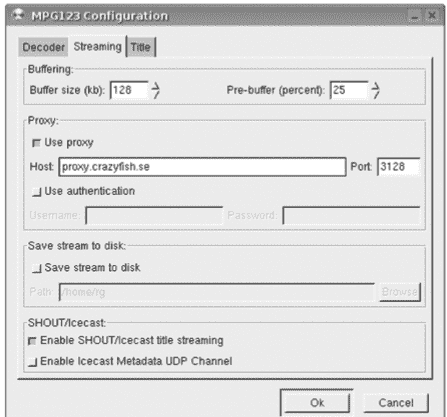 MPG123 Configuration
Decoder Streaming Title
Buffering:
Buffer size (kb): 128 Pre-buffer (percent): 25
Proxy:
Use proxy
Host: proxy.crazyfish.se Port: 3128
Use authentication
Username: Password:
Save stream to disk:
Save stream to disk
Path: /home/rg Browse
SHOUT/Icecast:
Enable SHOUT/Icecast title streaming
Enable Icecast Metadata UDP Channel
Ok Cancel